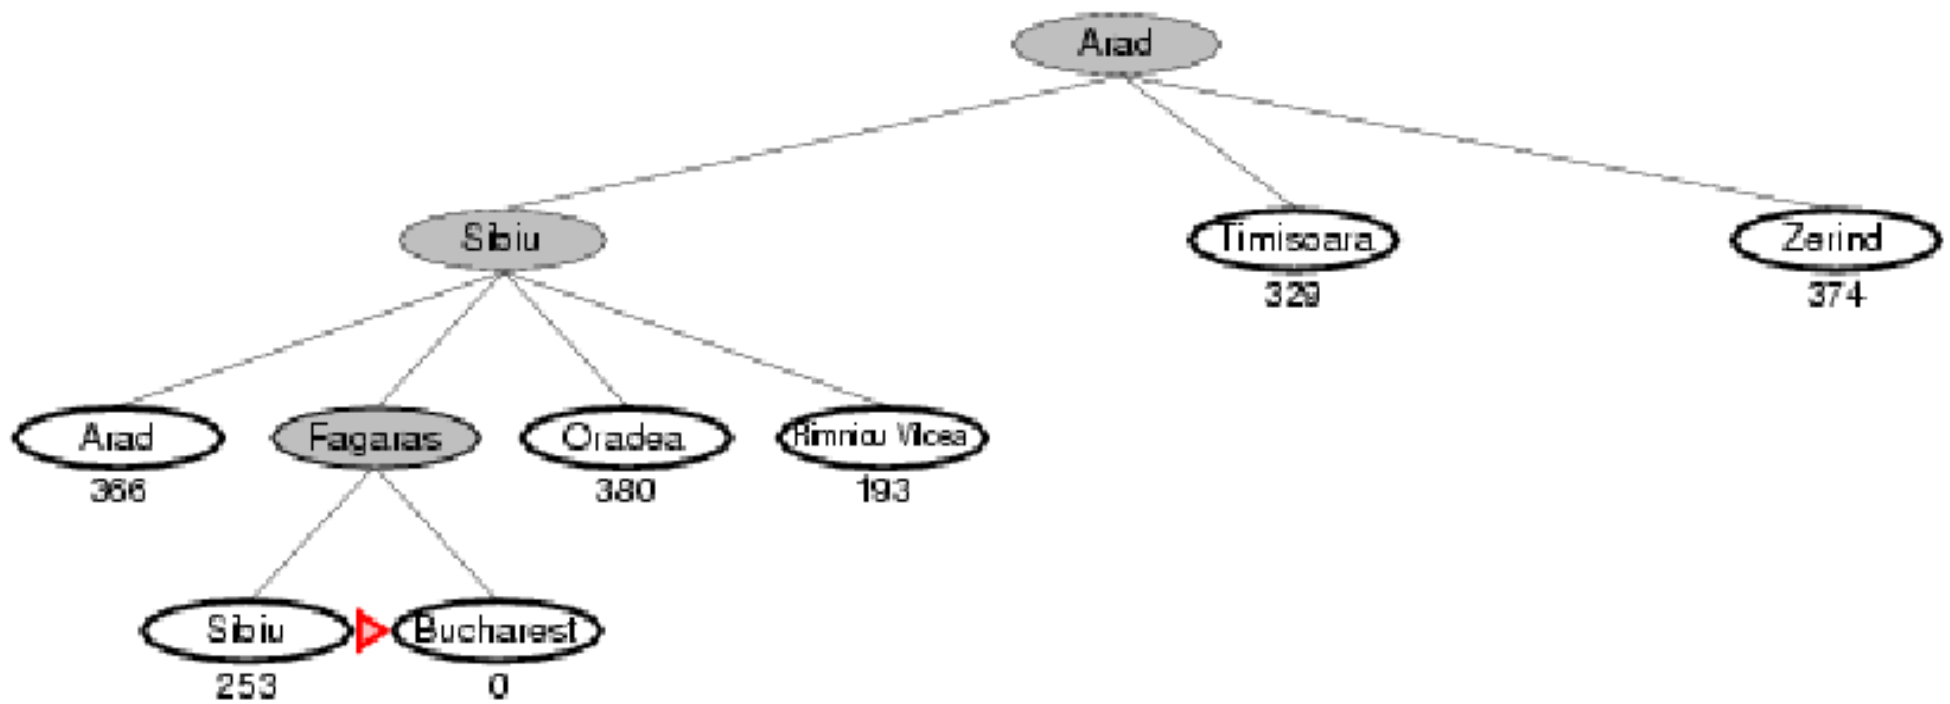 Arad
Sibiu Timisoara Zerind
329 374
Arad Fagaras Oradea Rimnicu Vilcea
366 380 193
Sibiu Bucharest
253 0